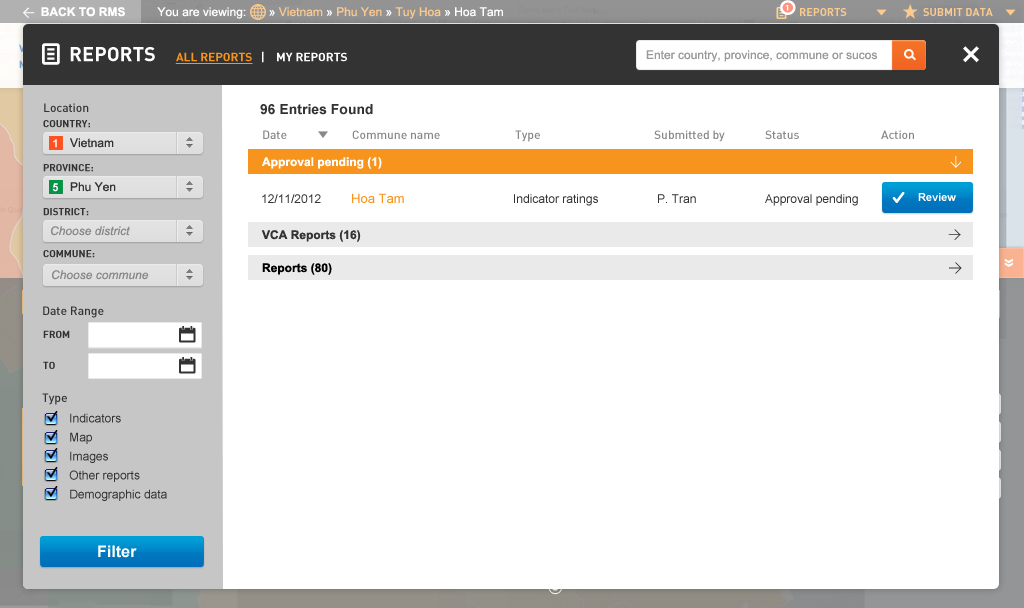 BACK TO RMS You are viewing: » Vietnam » Phu Yen » Tuy Hoa » Hoa Tam 1 REPORTS SUBMIT DATA
REPORTS ALL REPORTS | MY REPORTS Enter country, province, commune or sucos
Location
COUNTRY:
1 Vietnam
PROVINCE:
5 Phu Yen
DISTRICT:
Choose district
COMMUNE:
Choose commune
Date Range
FROM
TO
Type
Indicators
Map
Images
Other reports
Demographic data
Filter
96 Entries Found
Date Commune name Type Submitted by Status Action
Approval pending (1)
12/11/2012 Hoa Tam Indicator ratings P. Tran Approval pending Review
VCA Reports (16)
Reports (80)